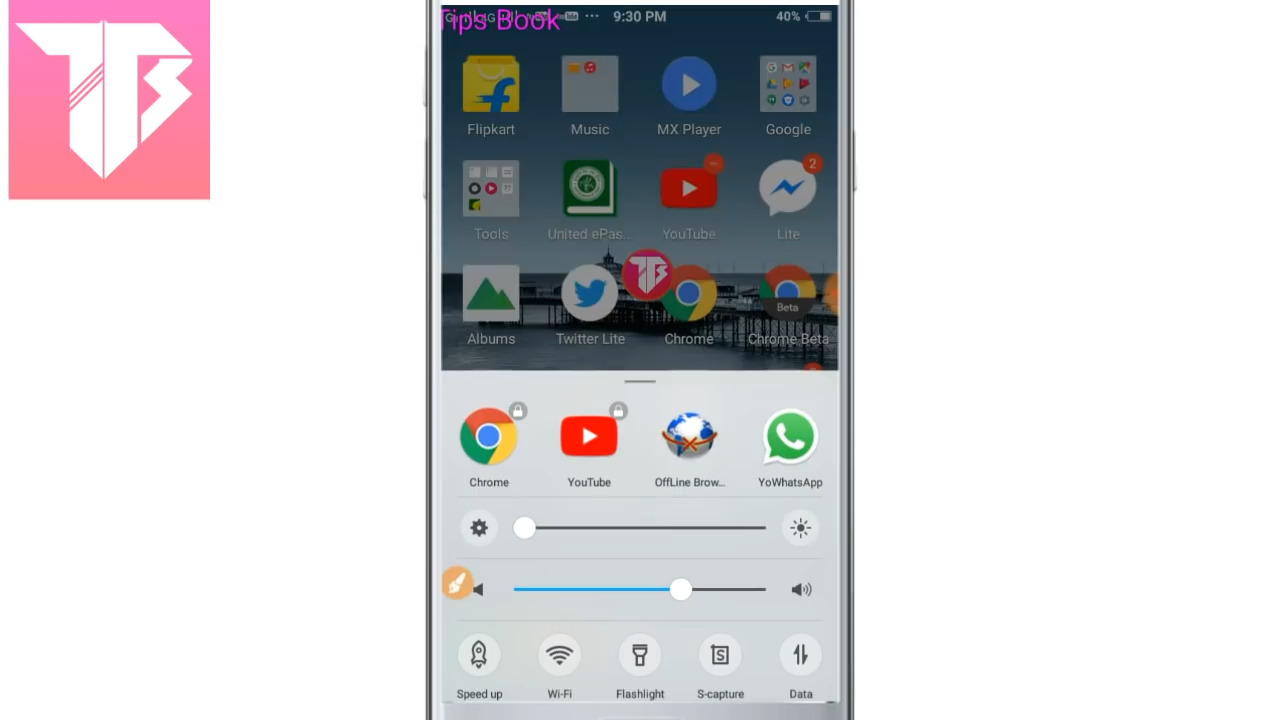 Tips Book
9:30 PM
40%
Flipkart
Music
MX Player
Google
2
Tools
United ePas...
YouTube
Lite
Beta
Albums
Twitter Lite
Chrome
Chrome Beta
Chrome
YouTube
OffLine Brow...
YoWhatsApp
Speed up
Wi-Fi
Flashlight
S-capture
Data